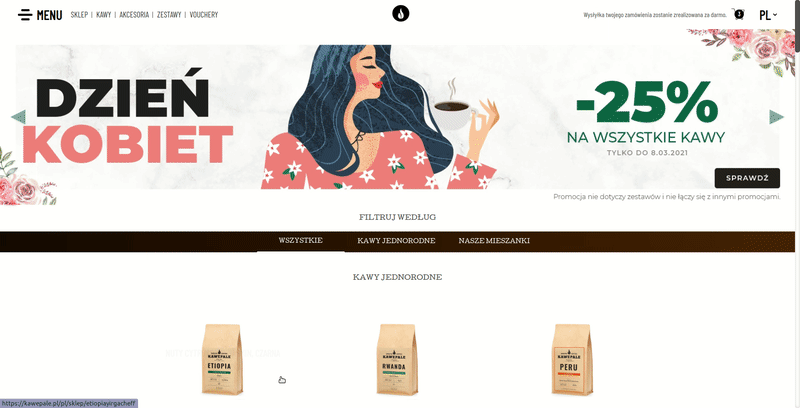 MENU SKLEP | KAWY | AKCESORIA | ZESTAWY | VOUCHERY
Wysyłka twojego zamówienia zostanie zrealizowana za darmo.
3
PL
DZIEŃ
KOBIET
-25%
NA WSZYSTKIE KAWY
TYLKO DO 8.03.2021
SPRAWDŹ
Promocja nie dotyczy zestawów i nie łączy się z innymi promocjami.
FILTRUJ WEDŁUG
WSZYSTKIE KAWY JEDNORODNE NASZE MIESZANKI
KAWY JEDNORODNE
KAWEPALE
ETIOPIA
KAWEPALE
RWANDA
KAWEPALE
PERU
https://kawepale.pl/pl/sklep/etiopiayirgacheff